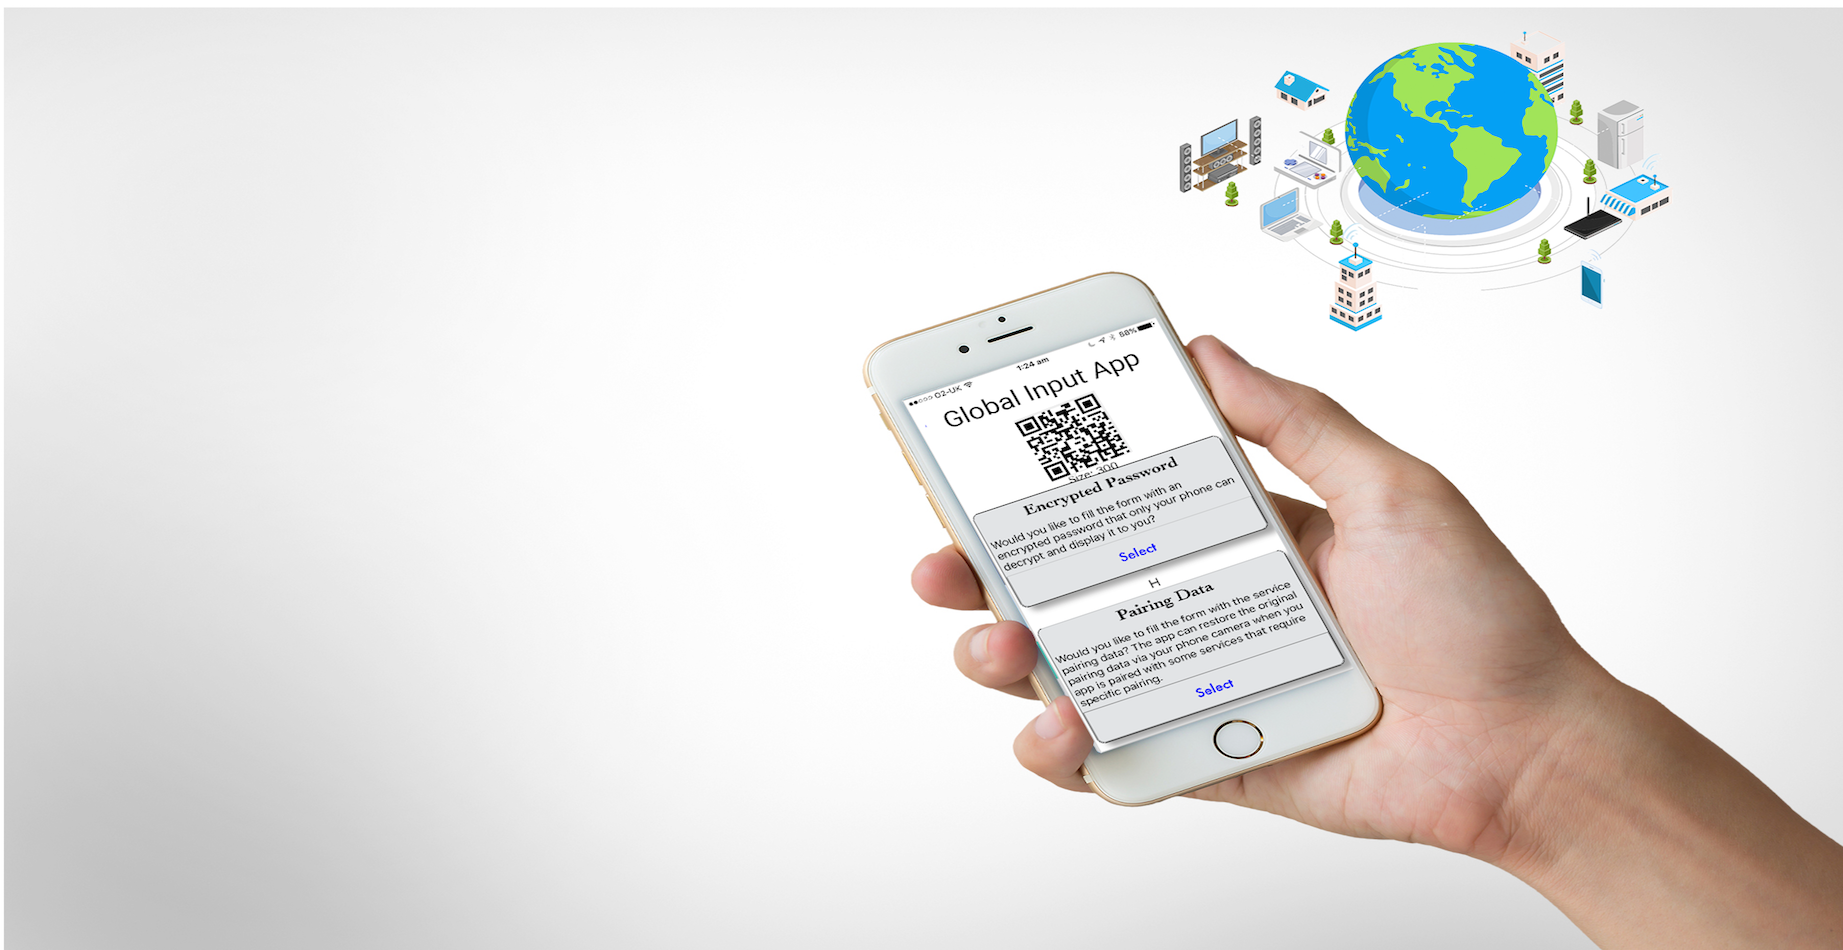 O2-UK 1:24 am 68%
Global Input App
Size: 300
Encrypted Password
Would you like to fill the form with an
encrypted password that only your phone can
decrypt and display it to you?
Select
H
Pairing Data
Would you like to fill the form with the service
pairing data? The app can restore the original
pairing data via your phone camera when you
app is paired with some services that require
specific pairing.
Select